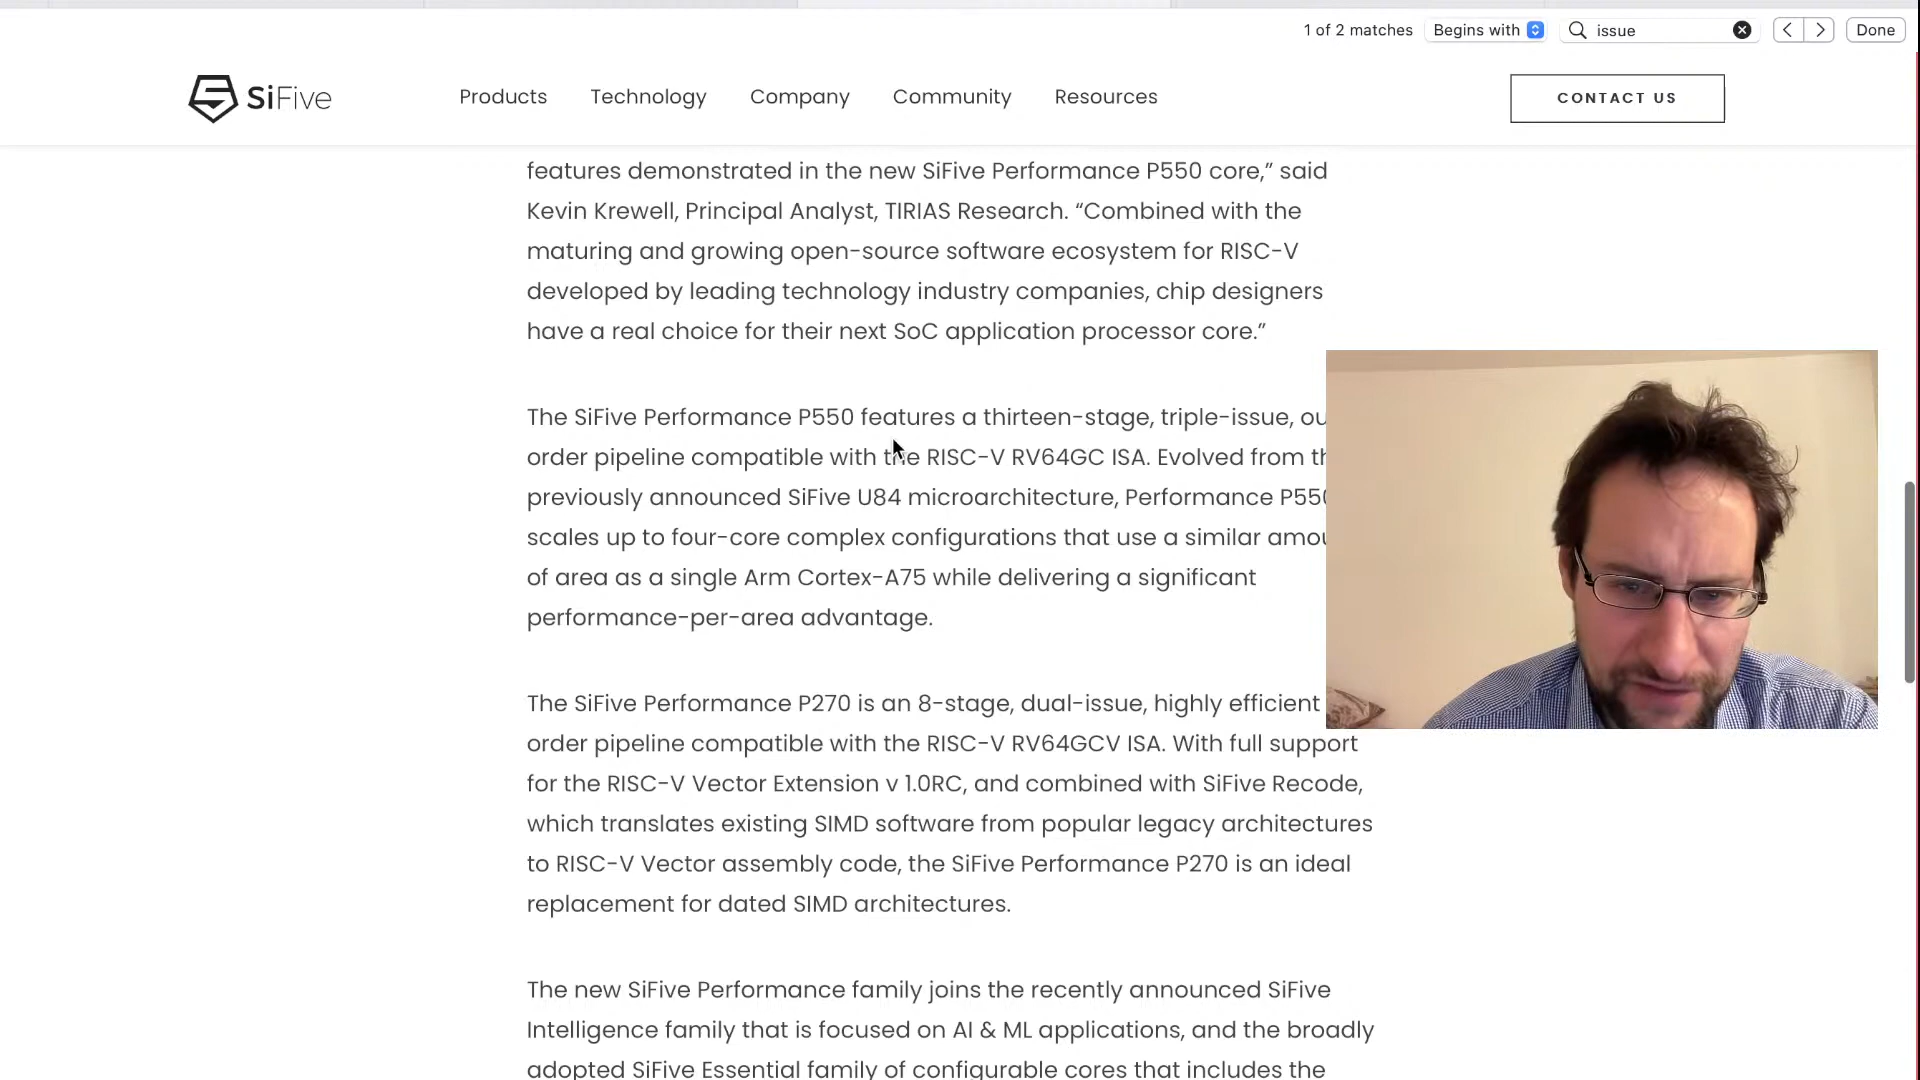 1 of 2 matches
Begins with
issue
Done
SiFive
Products
Technology
Company
Community
Resources
CONTACT US
features demonstrated in the new SiFive Performance P550 core,” said
Kevin Krewell, Principal Analyst, TIRIAS Research. “Combined with the
maturing and growing open-source software ecosystem for RISC-V
developed by leading technology industry companies, chip designers
have a real choice for their next SoC application processor core.”
The SiFive Performance P550 features a thirteen-stage, triple-issue,
order pipeline compatible with the RISC-V RV64GC ISA. Evolved from
previously announced SiFive U84 microarchitecture, Performance P550
scales up to four-core complex configurations that use a similar
of area as a single Arm Cortex-A75 while delivering a significant
performance-per-area advantage.
The SiFive Performance P270 is an 8-stage, dual-issue, highly efficient
order pipeline compatible with the RISC-V RV64GCV ISA. With full support
for the RISC-V Vector Extension v 1.0RC, and combined with SiFive Recode,
which translates existing SIMD software from popular legacy architectures
to RISC-V Vector assembly code, the SiFive Performance P270 is an ideal
replacement for dated SIMD architectures.
The new SiFive Performance family joins the recently announced SiFive
Intelligence family that is focused on AI & ML applications, and the broadly
adopted SiFive Essential family of configurable cores that includes the